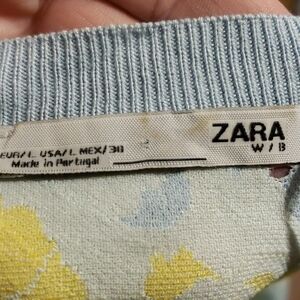 ZARA
W/B
EUR/L USA/L MEX/30
Made in Portugal